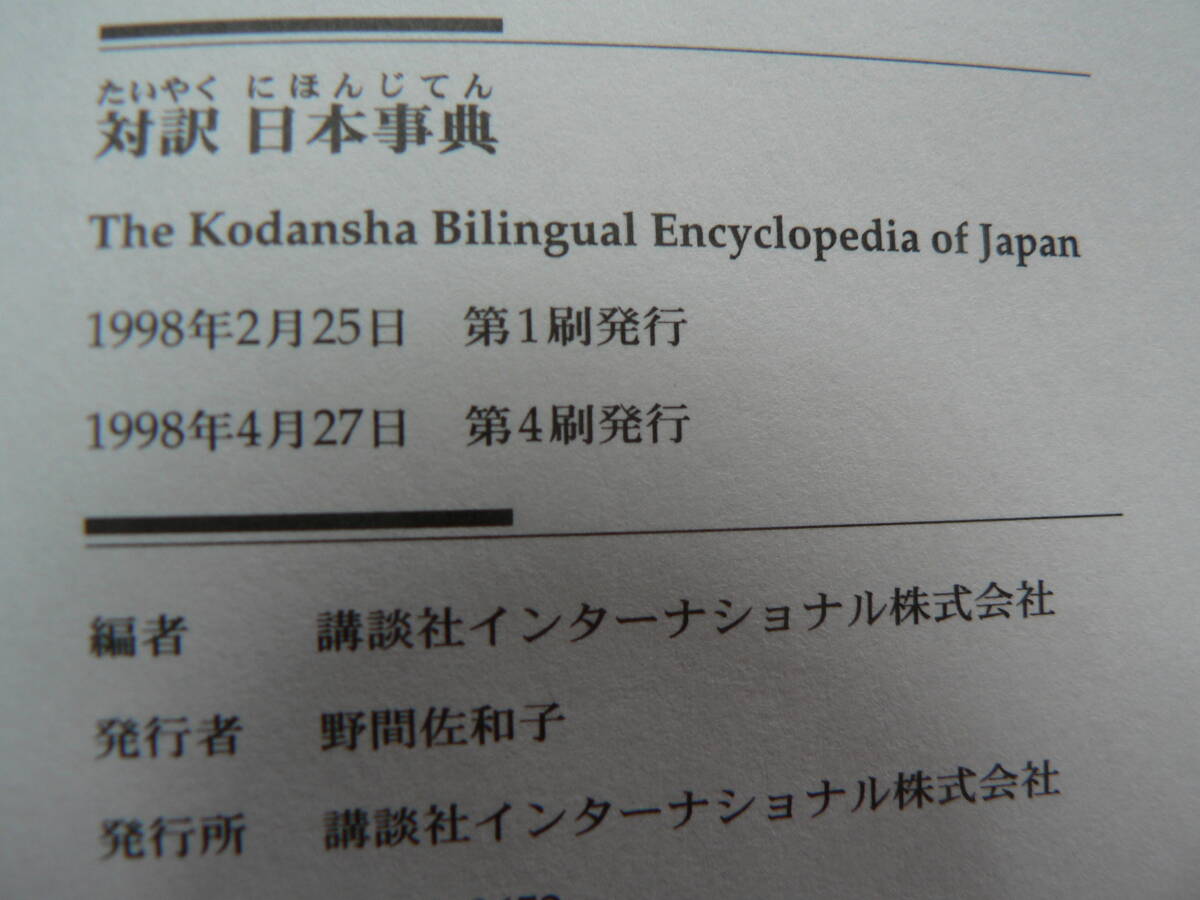 たいやく にほんじてん
対訳 日本事典
The Kodansha Bilingual Encyclopedia of Japan
1998年2月25日 第1刷発行
1998年4月27日 第4刷発行
編者 講談社インターナショナル株式会社
発行者 野間佐和子
発行所 講談社インターナショナル株式会社